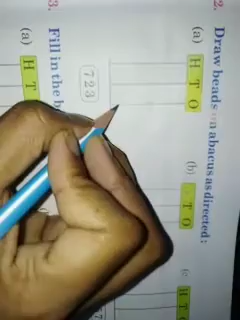 2. Draw beads on abacus as directed :
(a) H T O
(b) T O
(c) H T
723
3. Fill in the b
(a) H T O